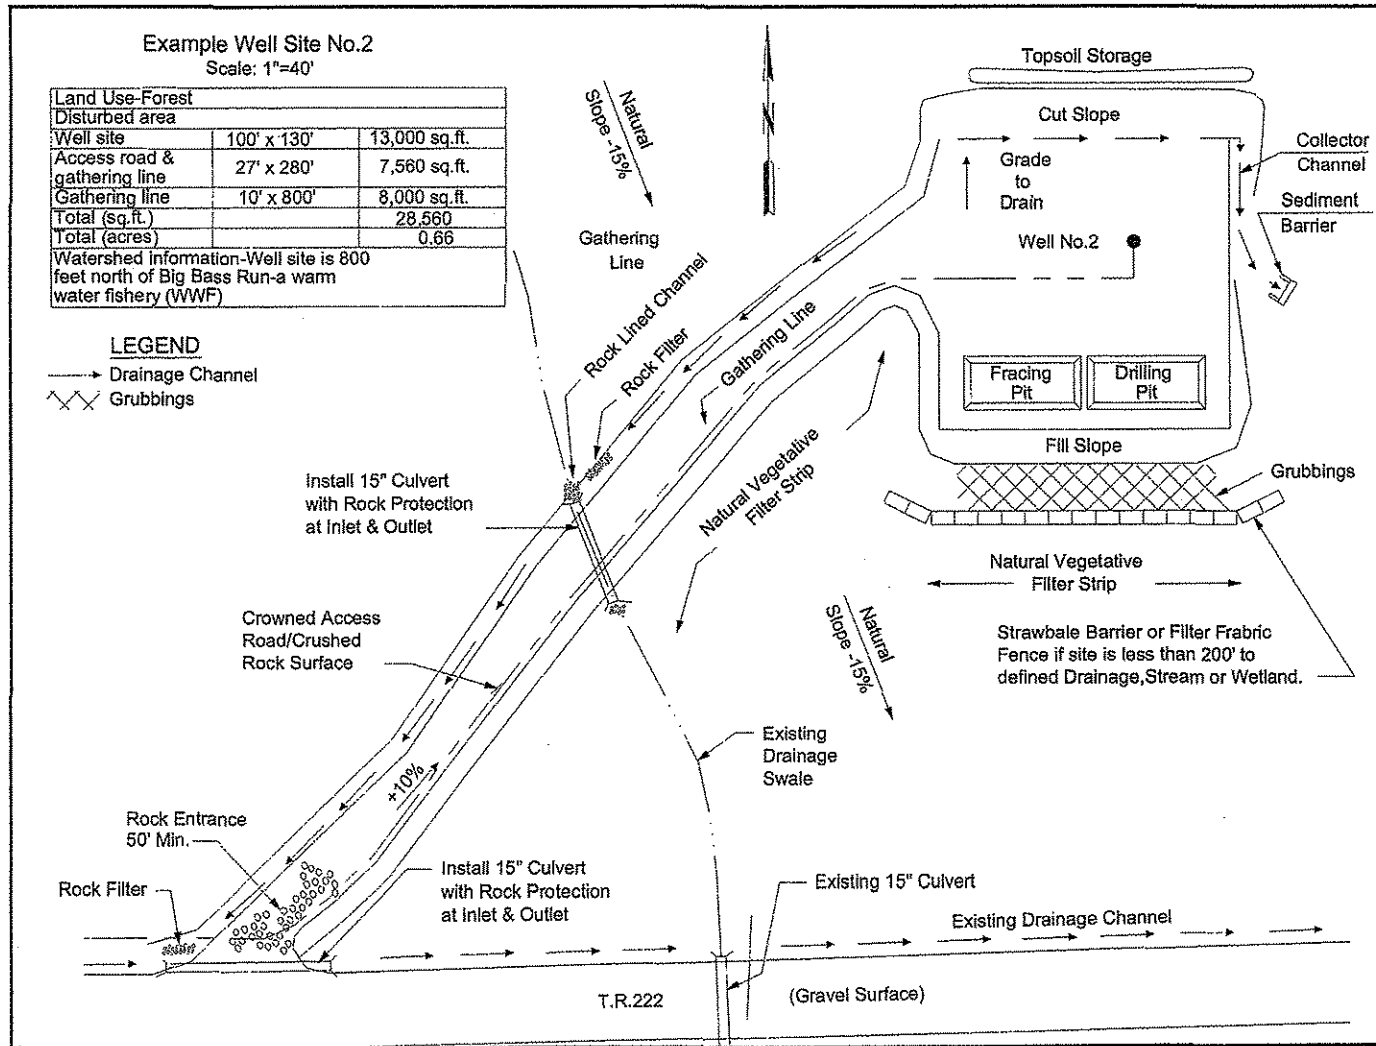 Example Well Site No.2
Scale: 1"=40'
Land Use-Forest
Disturbed area
Well site 100' x 130' 13,000 sq.ft.
Access road &
gathering line 27' x 280' 7,560 sq.ft.
Gathering line 10' x 800' 8,000 sq.ft.
Total (sq.ft.) 28,560
Total (acres) 0.66
Watershed information-Well site is 800
feet north of Big Bass Run-a warm
water fishery (WWF)
LEGEND
Drainage Channel
Grubbings
Natural
Slope -15%
Gathering
Line
Rock Lined Channel
Rock Filter
Gathering Line
Topsoil Storage
Cut Slope
Grade
to
Drain
Collector
Channel
Sediment
Barrier
Well No.2
Fracing
Pit
Drilling
Pit
Fill Slope
Grubbings
Install 15" Culvert
with Rock Protection
at Inlet & Outlet
Natural Vegetative
Filter Strip
Natural Vegetative
Filter Strip
Natural
Slope -15%
Strawbale Barrier or Filter Frabric
Fence if site is less than 200' to
defined Drainage,Stream or Wetland.
Crowned Access
Road/Crushed
Rock Surface
Existing
Drainage
Swale
+10%
Rock Entrance
50' Min.
Rock Filter
Install 15" Culvert
with Rock Protection
at Inlet & Outlet
Existing 15" Culvert
Existing Drainage Channel
T.R.222
(Gravel Surface)